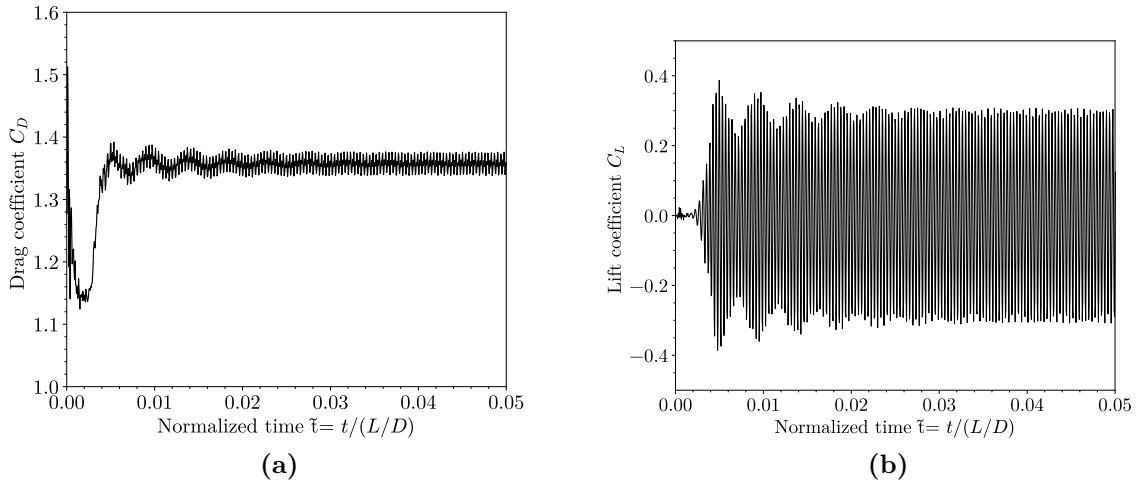 1.6
1.5
1.4
1.3
1.2
1.1
1.0
Drag coefficient C_D
0.00 0.01 0.02 0.03 0.04 0.05
Normalized time t̃= t/(L/D)
(a)
0.4
0.2
0.0
−0.2
−0.4
Lift coefficient C_L
0.00 0.01 0.02 0.03 0.04 0.05
Normalized time t̃= t/(L/D)
(b)